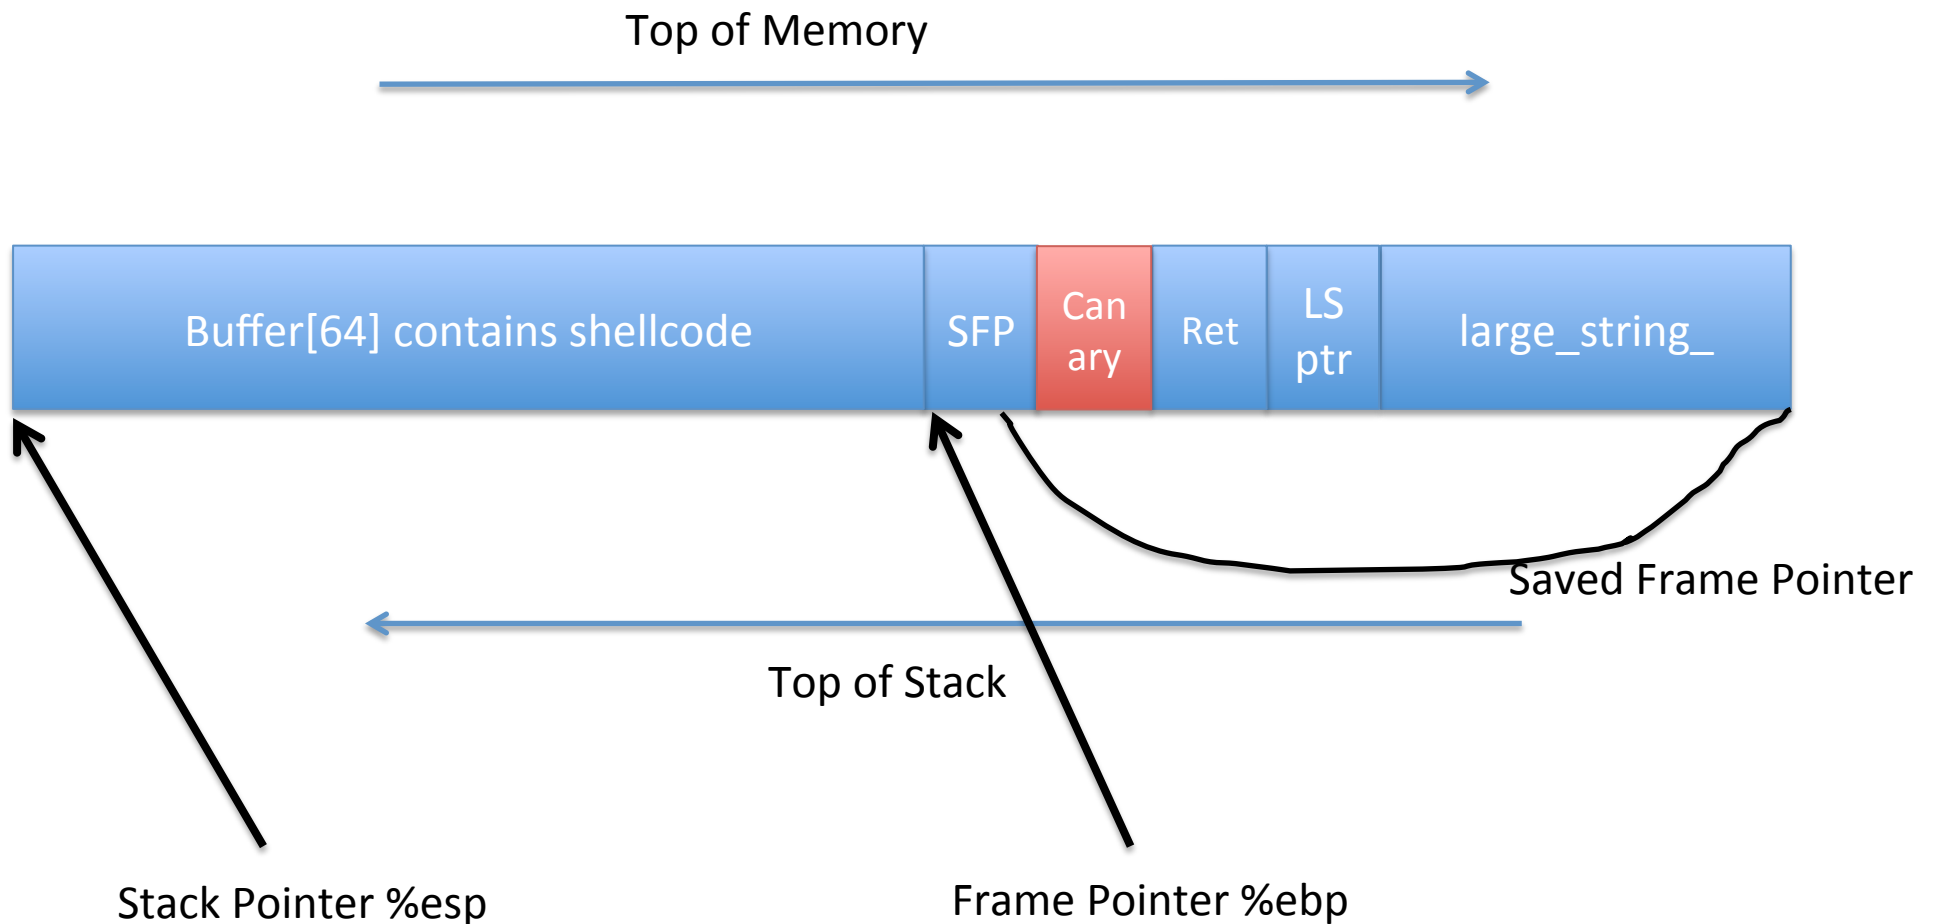 Top of Memory
Buffer[64] contains shellcode
SFP
Can
ary
Ret
LS
ptr
large_string_
Saved Frame Pointer
Top of Stack
Stack Pointer %esp
Frame Pointer %ebp